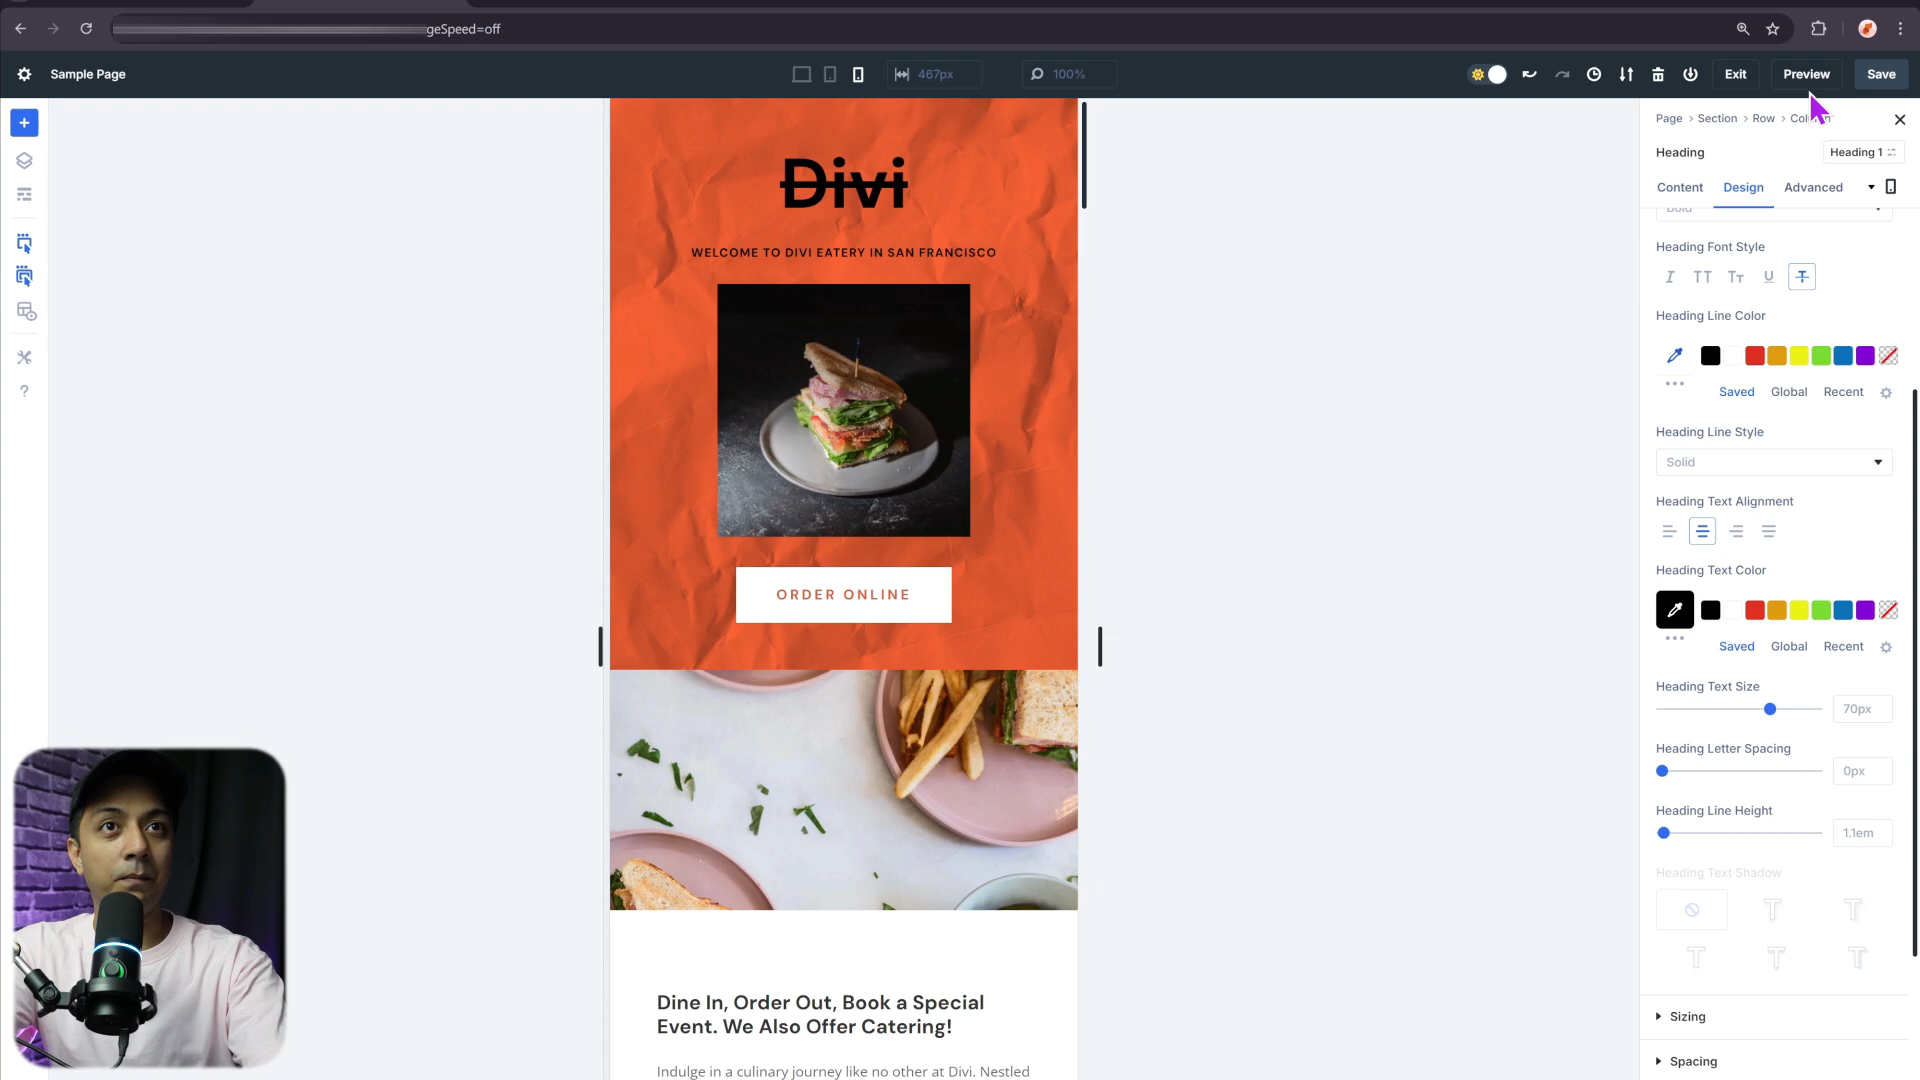 geSpeed=off
Sample Page
467px
100%
Exit
Preview
Save
Page > Section > Row >
Heading
Heading 1
Content
Design
Advanced
Bold
Heading Font Style
I TT Tт U T
Heading Line Color
Saved Global Recent
Heading Line Style
Solid
Heading Text Alignment
Heading Text Color
Saved Global Recent
Heading Text Size
70px
Heading Letter Spacing
0px
Heading Line Height
1.1em
Heading Text Shadow
T T
T T T
Sizing
Spacing
Divi
WELCOME TO DIVI EATERY IN SAN FRANCISCO
ORDER ONLINE
Dine In, Order Out, Book a Special
Event. We Also Offer Catering!
Indulge in a culinary journey like no other at Divi. Nestled
?